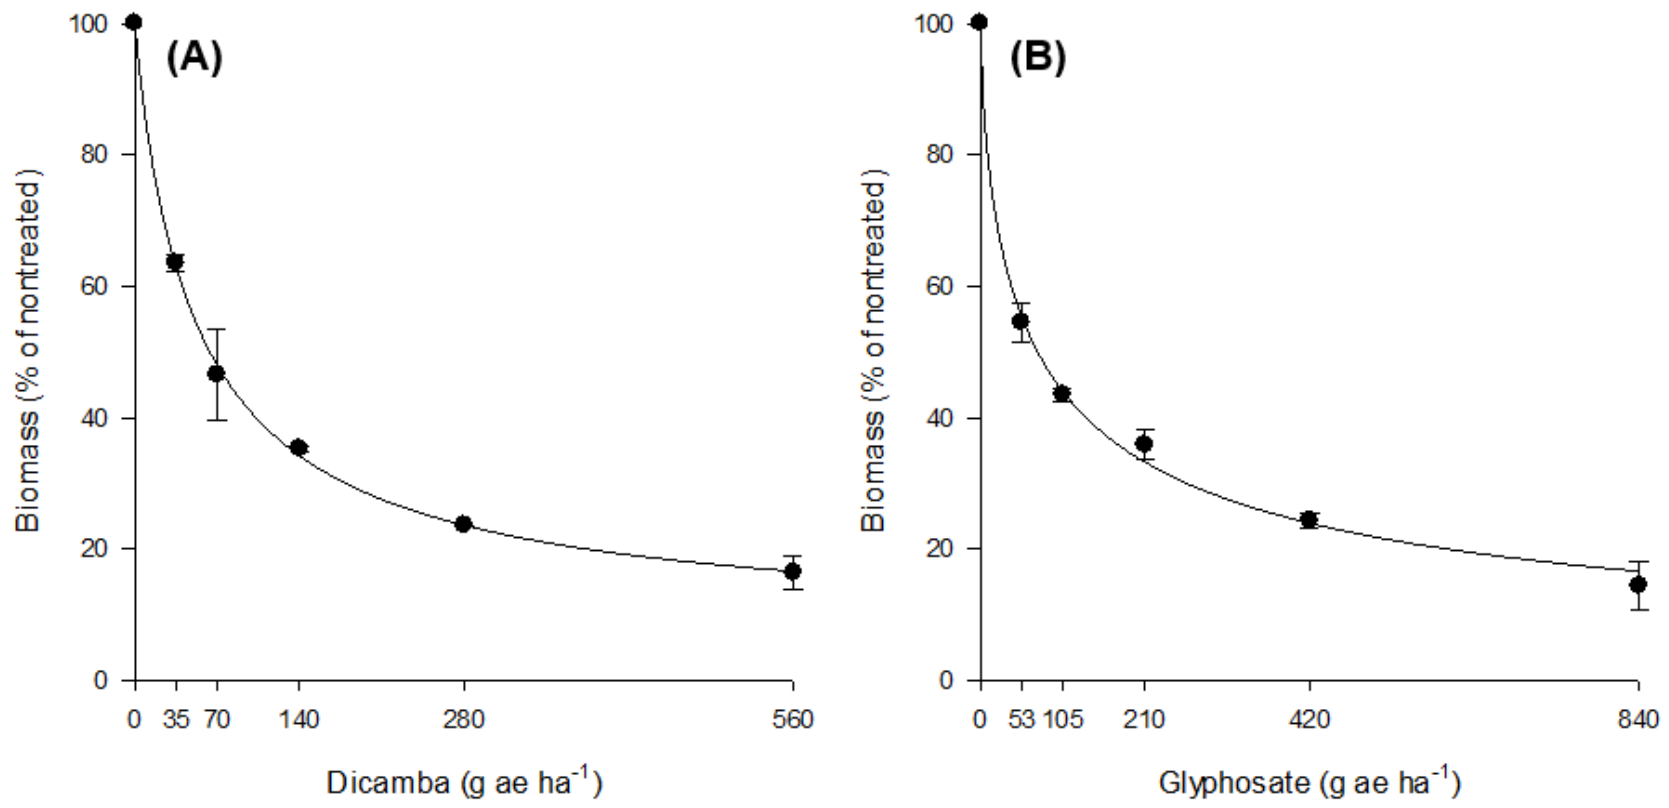 (A)
100
80
60
40
20
0
Biomass (% of nontreated)
0 35 70 140 280 560
Dicamba (g ae ha⁻¹)
(B)
100
80
60
40
20
0
Biomass (% of nontreated)
0 53 105 210 420 840
Glyphosate (g ae ha⁻¹)